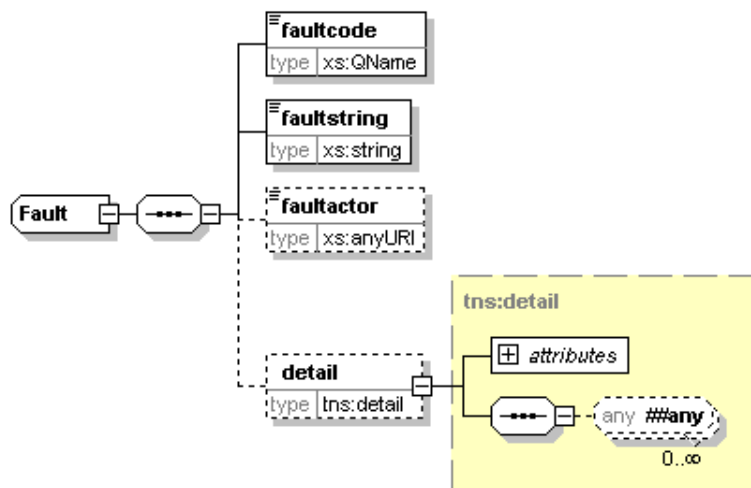 faultcode
type xs:QName
faultstring
type xs:string
Fault
faultactor
type xs:anyURI
tns:detail
attributes
detail
type tns:detail
any ##any
0..∞